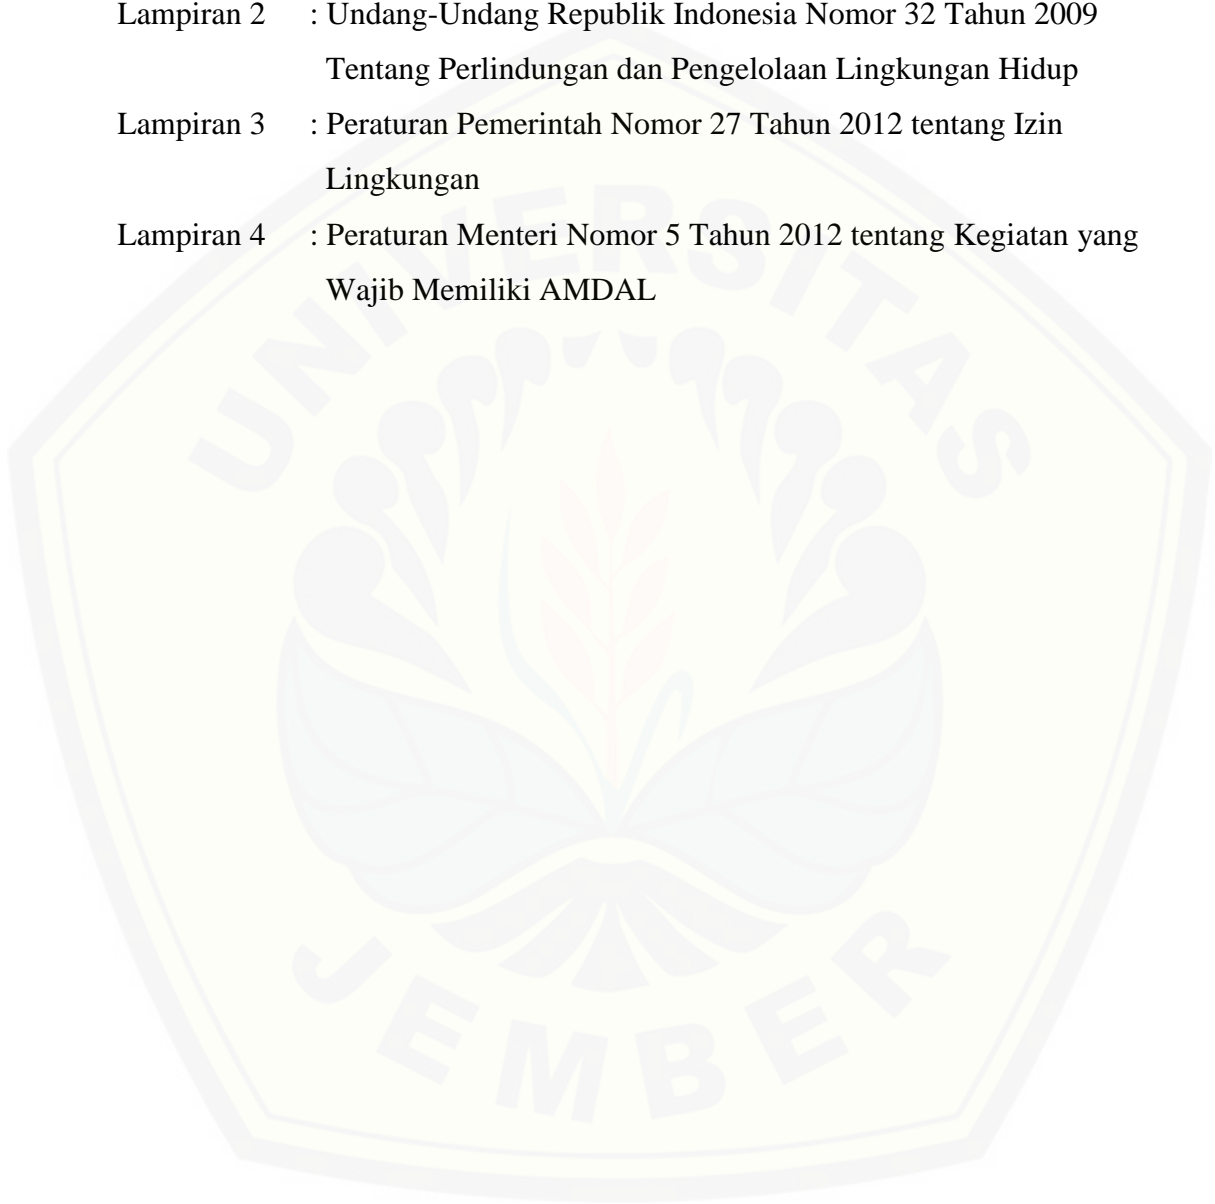 Lampiran 2 : Undang-Undang Republik Indonesia Nomor 32 Tahun 2009
Tentang Perlindungan dan Pengelolaan Lingkungan Hidup
Lampiran 3 : Peraturan Pemerintah Nomor 27 Tahun 2012 tentang Izin
Lingkungan
Lampiran 4 : Peraturan Menteri Nomor 5 Tahun 2012 tentang Kegiatan yang
Wajib Memiliki AMDAL
UNIVERSITAS
JEMBER